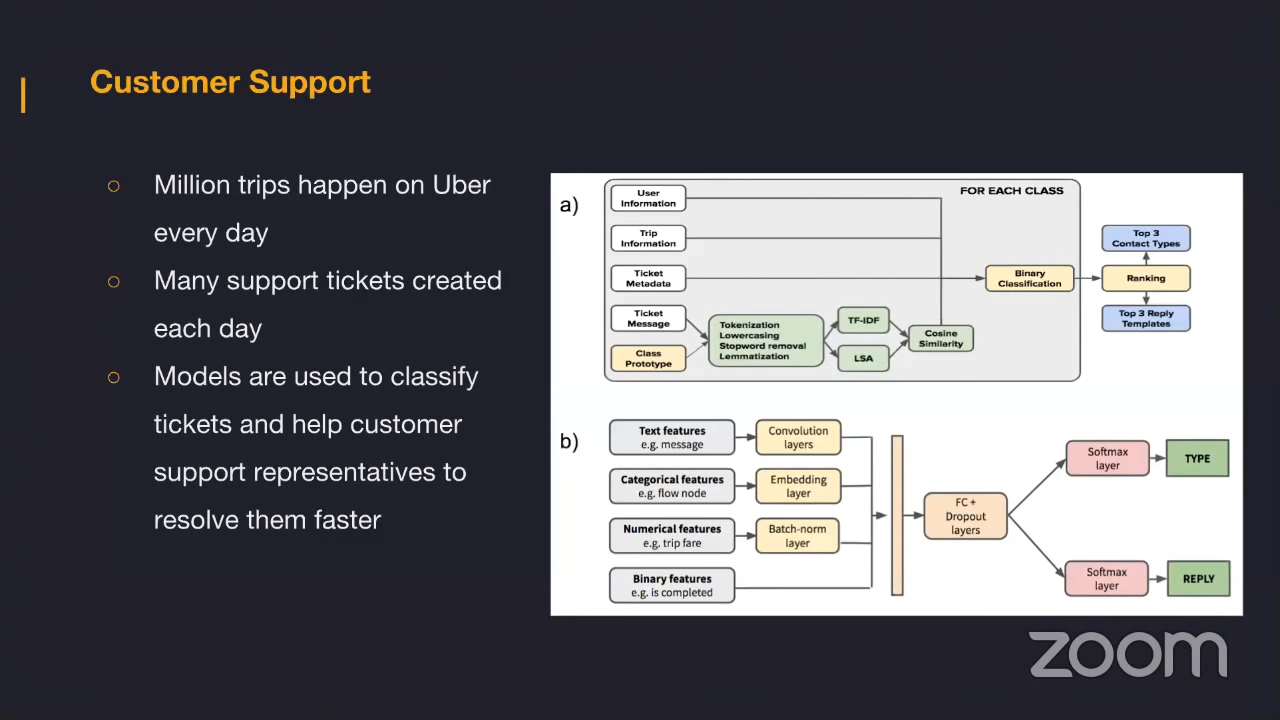 Customer Support
○ Million trips happen on Uber
every day
○ Many support tickets created
each day
○ Models are used to classify
tickets and help customer
support representatives to
resolve them faster
a)
FOR EACH CLASS
User
Information
Trip
Information
Ticket
Metadata
Ticket
Message
Class
Prototype
Tokenization
Lowercasing
Stopword removal
Lemmatization
TF-IDF
LSA
Cosine
Similarity
Binary
Classification
Top 3
Contact Types
Ranking
Top 3 Reply
Templates
b)
Text features
e.g. message
Convolution
layers
Categorical features
e.g. flow node
Embedding
layer
Numerical features
e.g. trip fare
Batch-norm
layer
Binary features
e.g. is completed
FC +
Dropout
layers
Softmax
layer
TYPE
Softmax
layer
REPLY
zoom